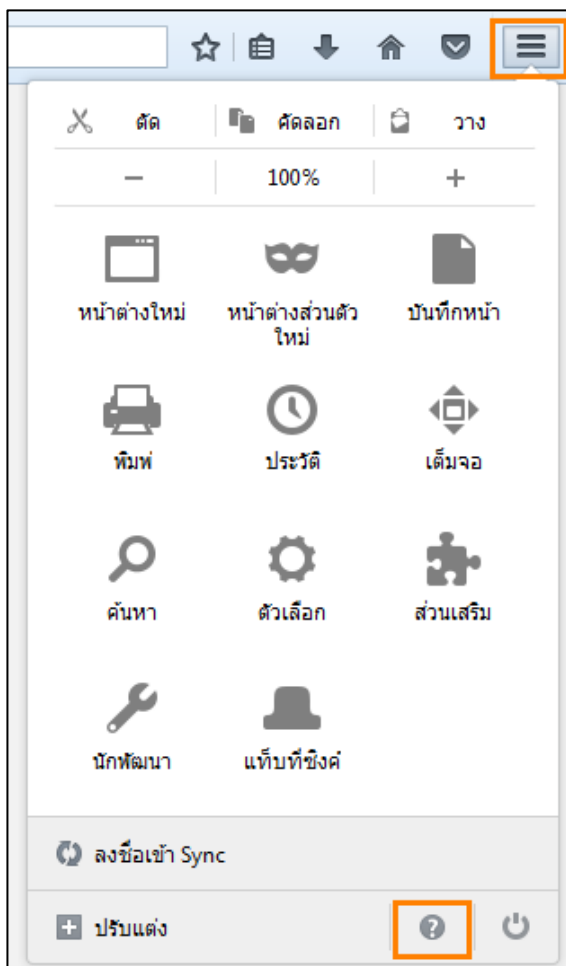 ตัด คัดลอก วาง
− 100% +
หน้าต่างใหม่ หน้าต่างส่วนตัว บันทึกหน้า
ใหม่
พิมพ์ ประวัติ เต็มจอ
ค้นหา ตัวเลือก ส่วนเสริม
นักพัฒนา แท็บที่ซิงค์
ลงชื่อเข้า Sync
ปรับแต่ง